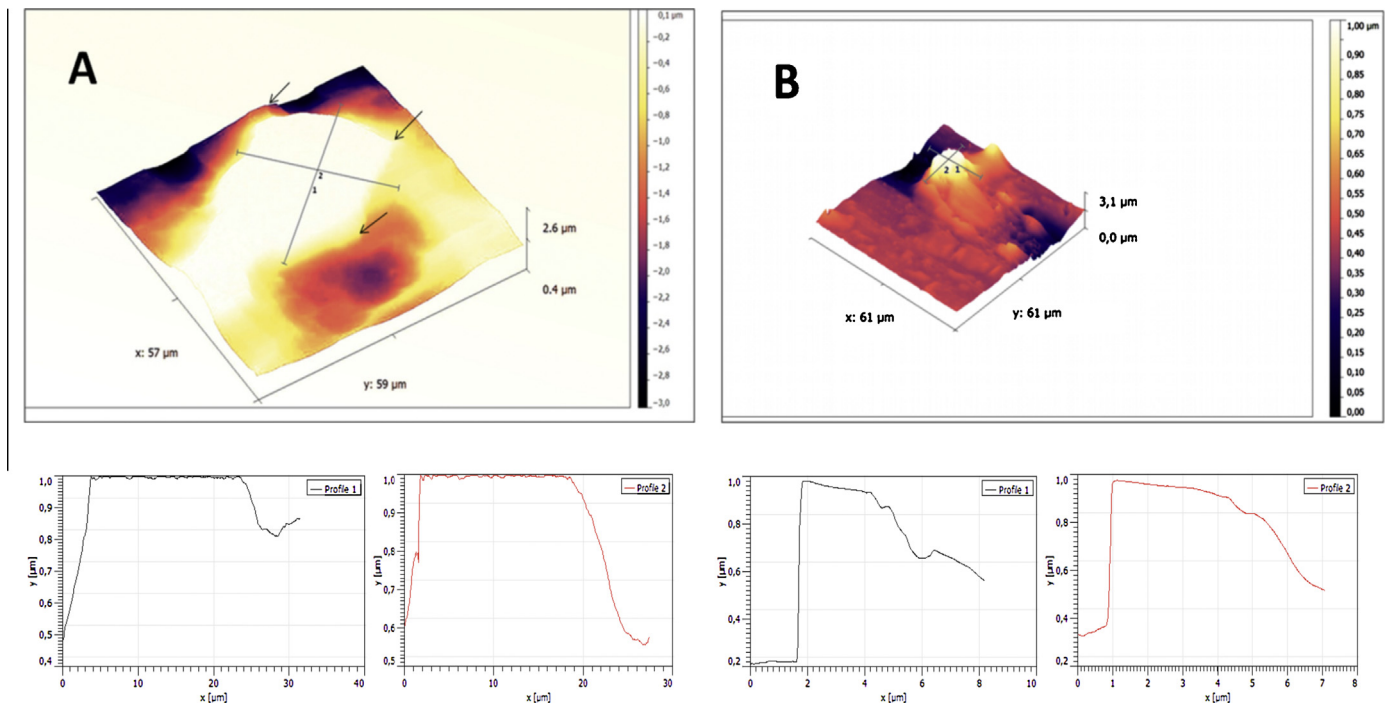 A
2
1
x: 57 µm
y: 59 µm
2.6 µm
0.4 µm
0,1 µm
−0,2
−0,4
−0,6
−0,8
−1,0
−1,2
−1,4
−1,6
−1,8
−2,0
−2,2
−2,4
−2,6
−2,8
−3,0
B
2 1
x: 61 µm
y: 61 µm
3,1 µm
0,0 µm
1,00 µm
0,90
0,85
0,80
0,75
0,70
0,65
0,60
0,55
0,50
0,45
0,40
0,35
0,30
0,25
0,20
0,15
0,10
0,05
0,00
Profile 1
y [µm]
1,0
0,9
0,8
0,7
0,6
0,5
0,4
0 10 20 30 40
x [µm]
Profile 2
y [µm]
1,0
0,9
0,8
0,7
0,6
0,5
0 10 20 30
x [µm]
Profile 1
y [µm]
1,0
0,8
0,6
0,4
0,2
0 2 4 6 8 10
x [µm]
Profile 2
y [µm]
1,0
0,8
0,6
0,4
0,2
0 1 2 3 4 5 6 7 8
x [µm]